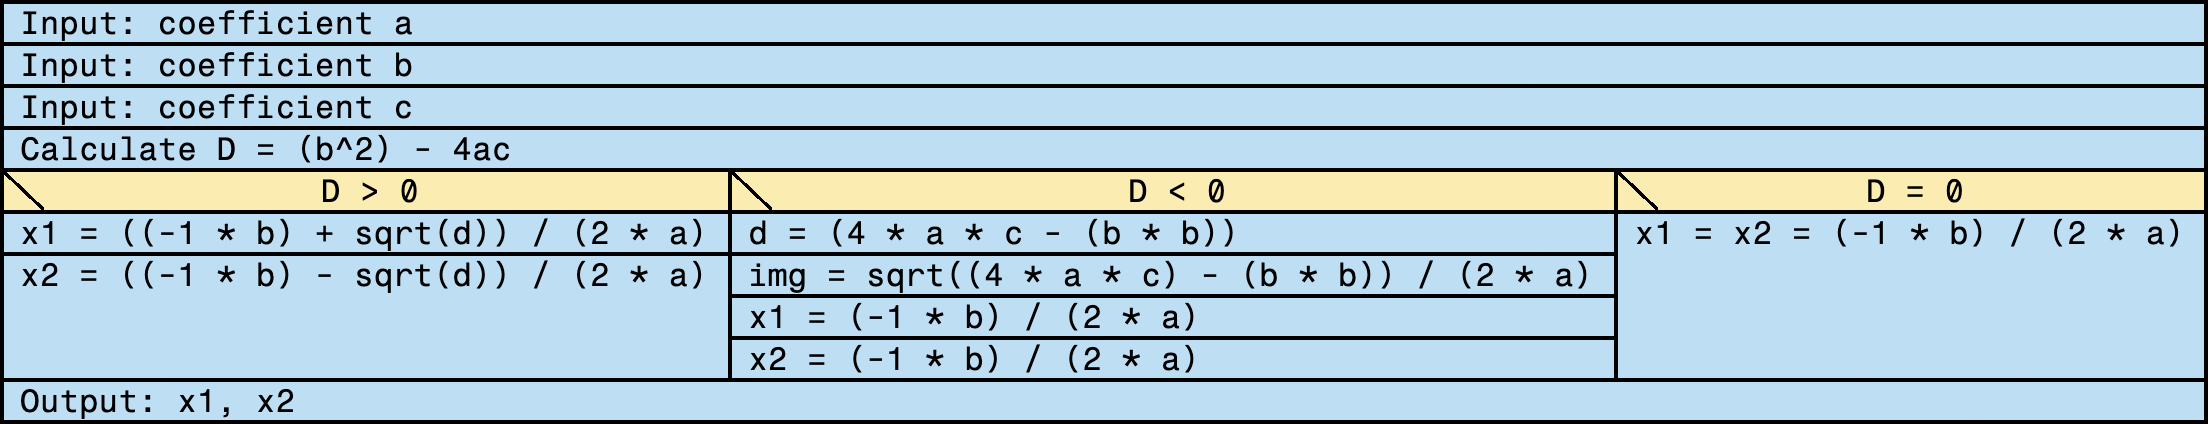 Input: coefficient a
Input: coefficient b
Input: coefficient c
Calculate D = (b^2) - 4ac
D > 0
x1 = ((-1 * b) + sqrt(d)) / (2 * a)
x2 = ((-1 * b) - sqrt(d)) / (2 * a)
D < 0
d = (4 * a * c - (b * b))
img = sqrt((4 * a * c) - (b * b)) / (2 * a)
x1 = (-1 * b) / (2 * a)
x2 = (-1 * b) / (2 * a)
D = 0
x1 = x2 = (-1 * b) / (2 * a)
Output: x1, x2